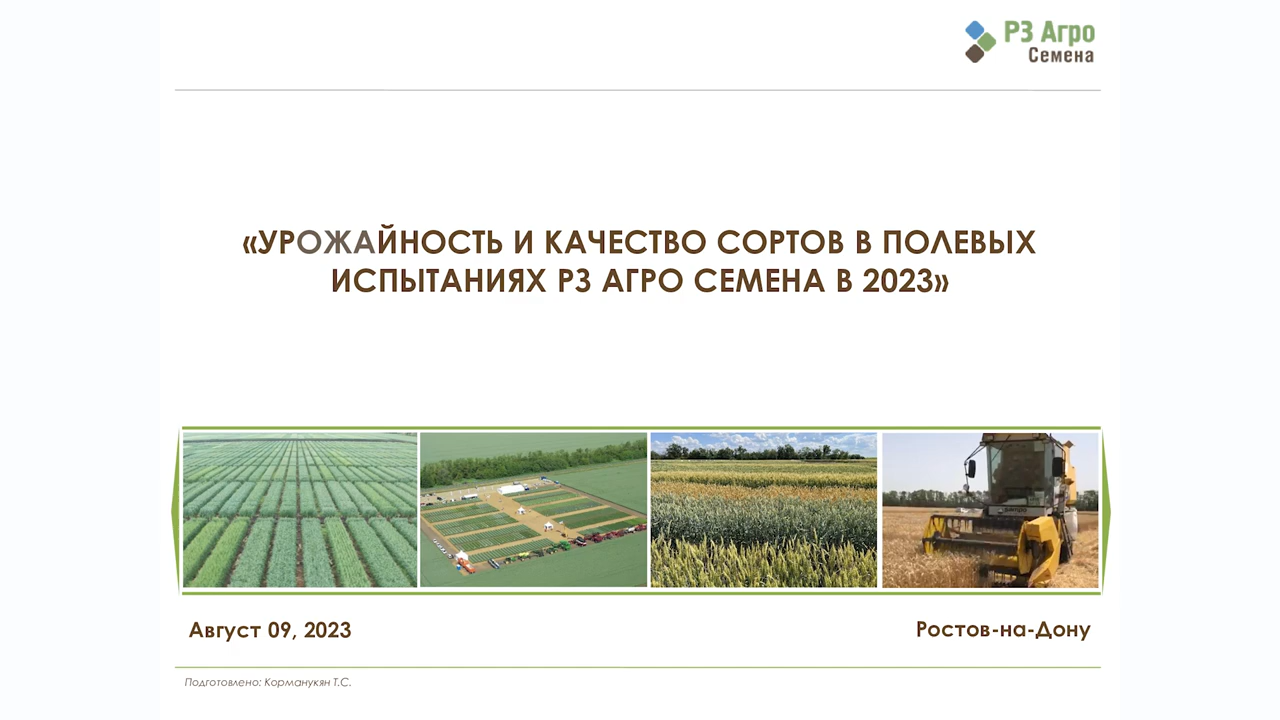 РЗ Агро
Семена
«УРОЖАЙНОСТЬ И КАЧЕСТВО СОРТОВ В ПОЛЕВЫХ
ИСПЫТАНИЯХ РЗ АГРО СЕМЕНА В 2023»
Август 09, 2023
Ростов-на-Дону
Подготовлено: Корманукян Т.С.